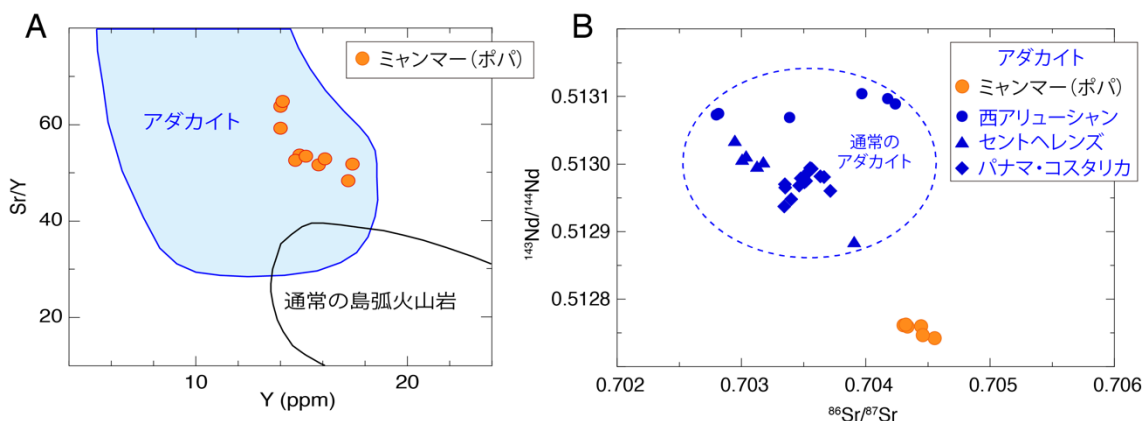 A
ミャンマー(ポパ)
アダカイト
通常の島弧火山岩
Sr/Y
60
40
20
10
20
Y (ppm)
B
アダカイト
ミャンマー(ポパ)
西アリューシャン
セントヘレンズ
パナマ・コスタリカ
通常の
アダカイト
¹⁴³Nd/¹⁴⁴Nd
0.5131
0.5130
0.5129
0.5128
0.702
0.703
0.704
0.705
0.706
⁸⁶Sr/⁸⁷Sr